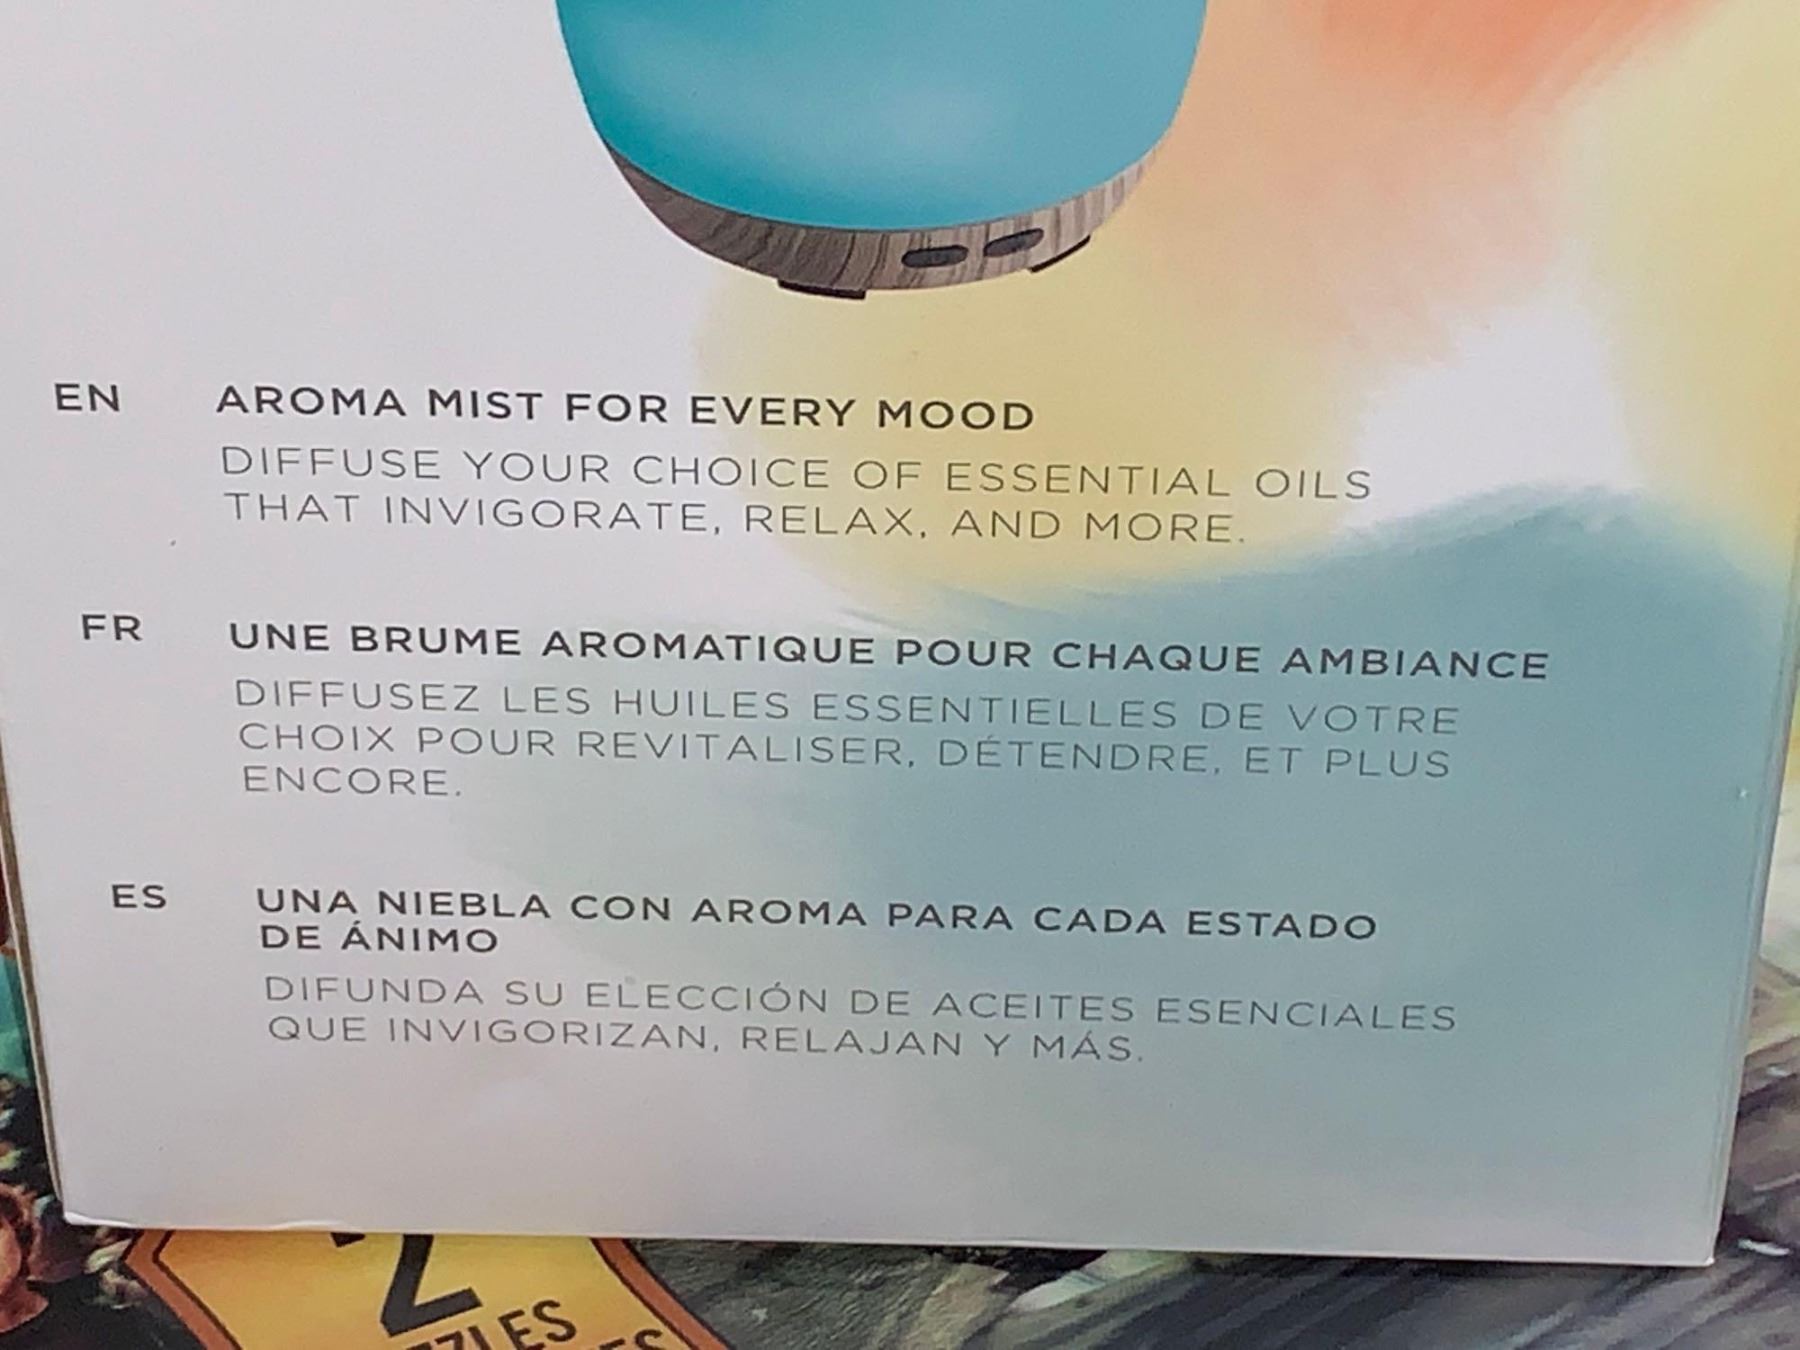 EN AROMA MIST FOR EVERY MOOD
DIFFUSE YOUR CHOICE OF ESSENTIAL OILS
THAT INVIGORATE, RELAX, AND MORE.
FR UNE BRUME AROMATIQUE POUR CHAQUE AMBIANCE
DIFFUSEZ LES HUILES ESSENTIELLES DE VOTRE
CHOIX POUR REVITALISER, DÉTENDRE, ET PLUS
ENCORE.
ES UNA NIEBLA CON AROMA PARA CADA ESTADO
DE ÁNIMO
DIFUNDA SU ELECCIÓN DE ACEITES ESENCIALES
QUE INVIGORIZAN, RELAJAN Y MÁS.
2